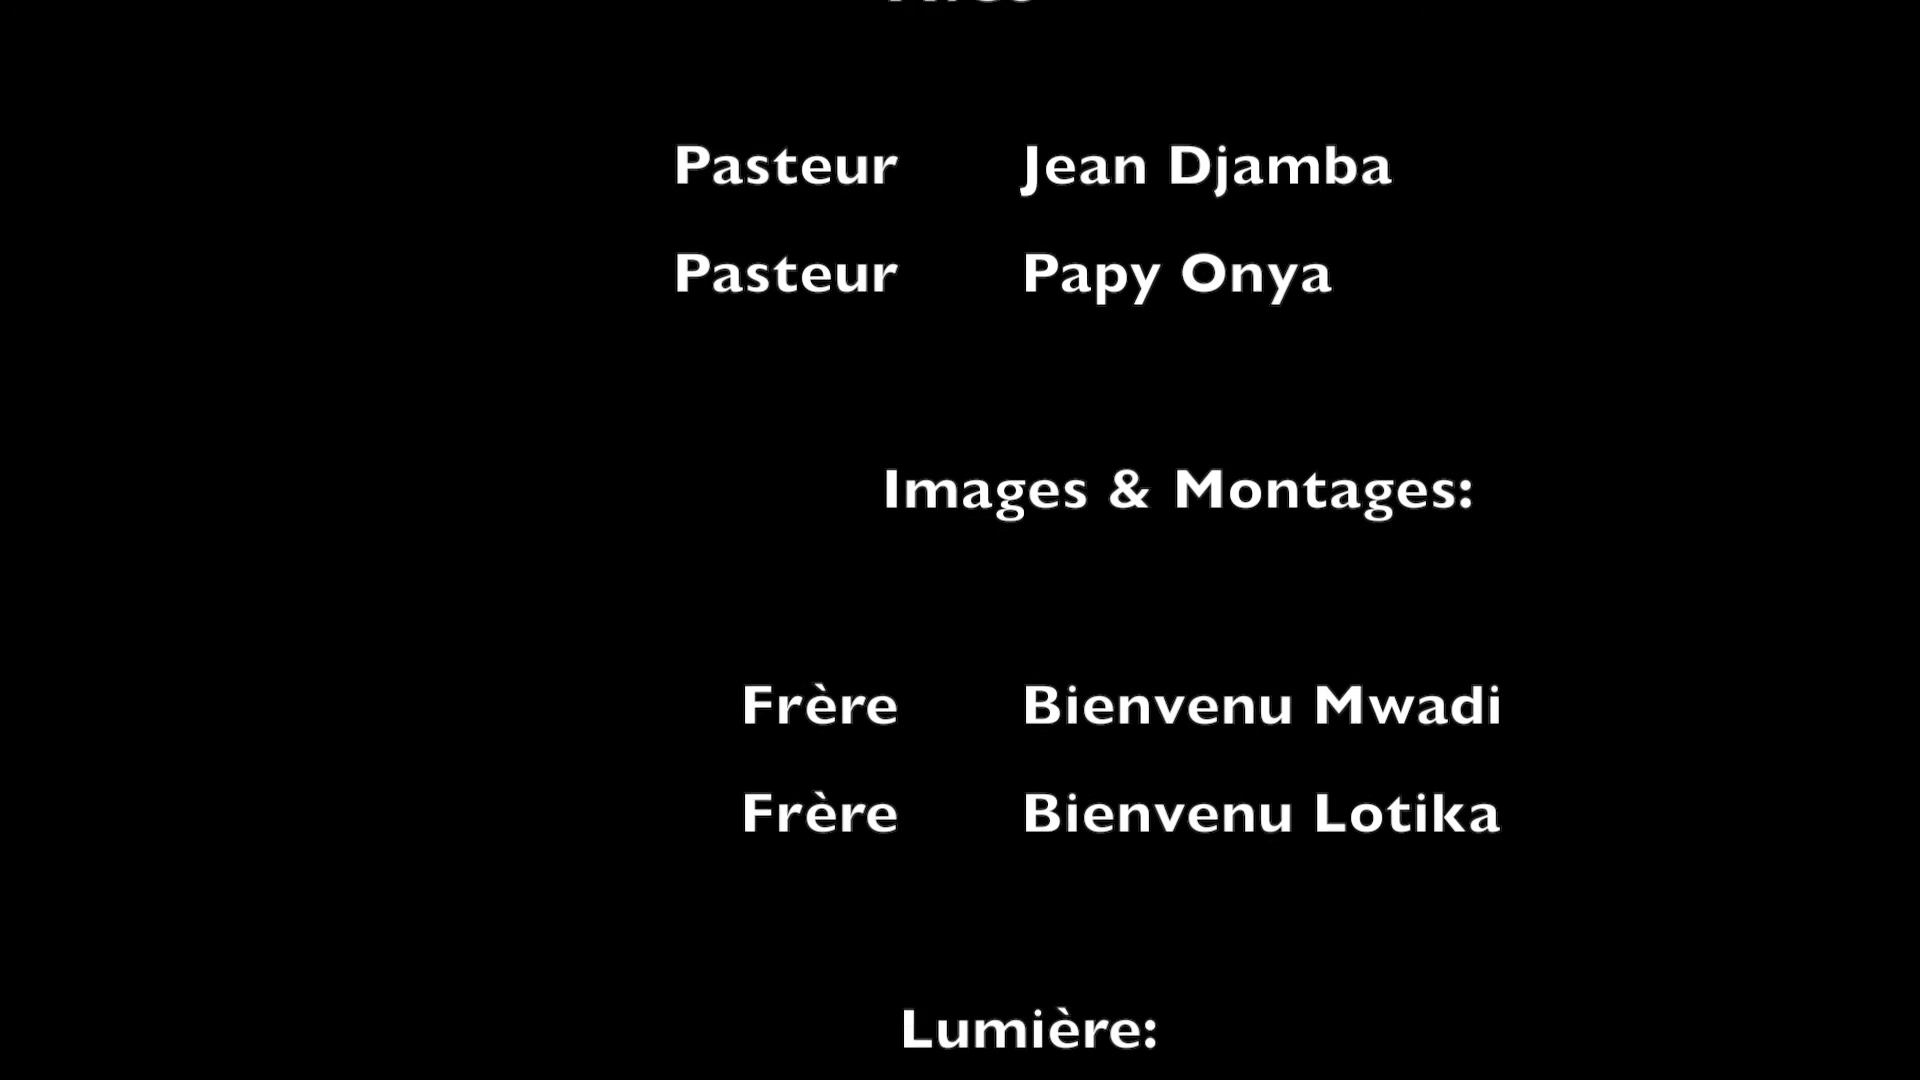 Pasteur Jean Djamba
Pasteur Papy Onya
Images & Montages:
Frère Bienvenu Mwadi
Frère Bienvenu Lotika
Lumière: